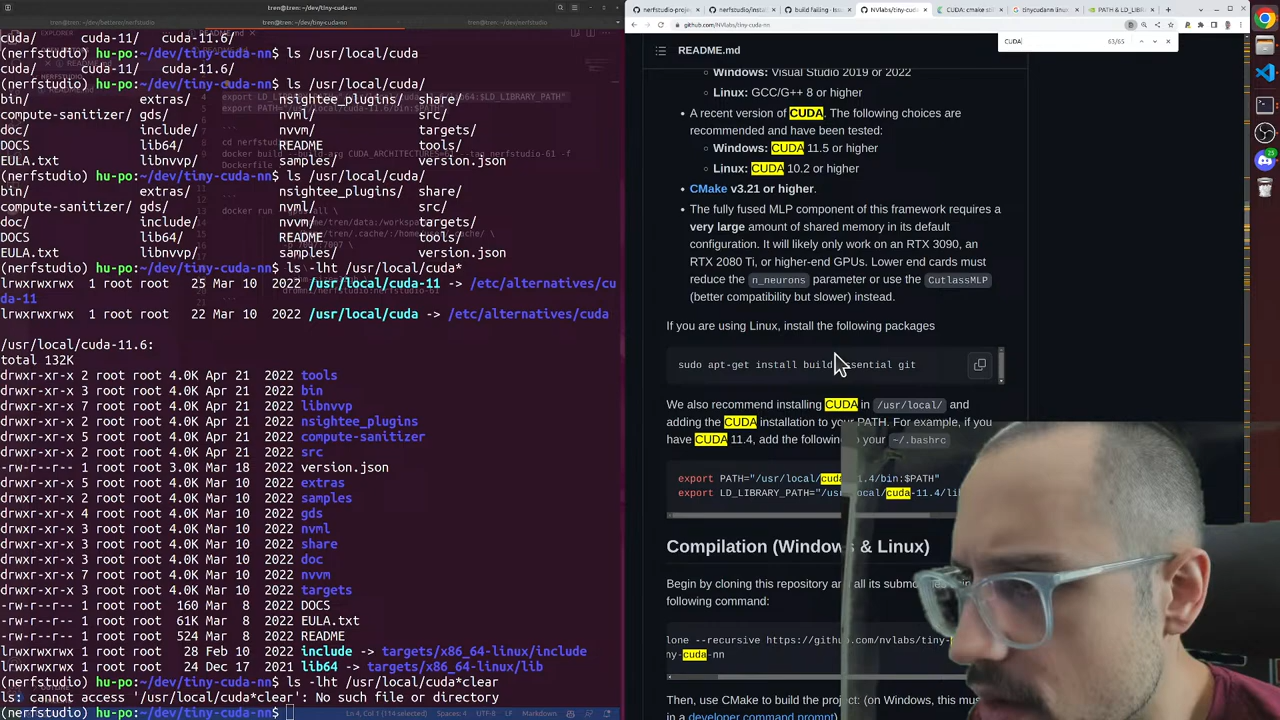 tren@tren: ~/dev/tiny-cuda-nn
cuda/ cuda-11/ cuda-11.6/
(nerfstudio) hu-po:~/dev/tiny-cuda-nn$ ls /usr/local/cuda
cuda/ cuda-11/ cuda-11.6/
(nerfstudio) hu-po:~/dev/tiny-cuda-nn$ ls /usr/local/cuda/
bin/ extras/ nsightee_plugins/ share/
compute-sanitizer/ gds/ nvml/ src/
doc/ include/ nvvm/ targets/
DOCS lib64/ README tools/
EULA.txt libnvvp/ samples/ version.json
(nerfstudio) hu-po:~/dev/tiny-cuda-nn$ ls /usr/local/cuda/
bin/ extras/ nsightee_plugins/ share/
compute-sanitizer/ gds/ nvml/ src/
doc/ include/ nvvm/ targets/
DOCS lib64/ README tools/
EULA.txt libnvvp/ samples/ version.json
(nerfstudio) hu-po:~/dev/tiny-cuda-nn$ ls -lht /usr/local/cuda*
lrwxrwxrwx 1 root root 25 Mar 10 2022 /usr/local/cuda-11 -> /etc/alternatives/cu
da-11
lrwxrwxrwx 1 root root 22 Mar 10 2022 /usr/local/cuda -> /etc/alternatives/cuda
/usr/local/cuda-11.6:
total 132K
drwxr-xr-x 2 root root 4.0K Apr 21 2022 tools
drwxr-xr-x 3 root root 4.0K Apr 21 2022 bin
drwxr-xr-x 7 root root 4.0K Apr 21 2022 libnvvp
drwxr-xr-x 7 root root 4.0K Apr 21 2022 nsightee_plugins
drwxr-xr-x 5 root root 4.0K Apr 21 2022 compute-sanitizer
drwxr-xr-x 2 root root 4.0K Apr 21 2022 src
-rw-r--r-- 1 root root 3.0K Mar 18 2022 version.json
drwxr-xr-x 5 root root 4.0K Mar 10 2022 extras
drwxr-xr-x 2 root root 4.0K Mar 10 2022 samples
drwxr-xr-x 4 root root 4.0K Mar 10 2022 gds
drwxr-xr-x 3 root root 4.0K Mar 10 2022 nvml
drwxr-xr-x 3 root root 4.0K Mar 10 2022 share
drwxr-xr-x 3 root root 4.0K Mar 10 2022 doc
drwxr-xr-x 7 root root 4.0K Mar 10 2022 nvvm
drwxr-xr-x 3 root root 4.0K Mar 10 2022 targets
-rw-r--r-- 1 root root 160 Mar 8 2022 DOCS
-rw-r--r-- 1 root root 61K Mar 8 2022 EULA.txt
-rw-r--r-- 1 root root 524 Mar 8 2022 README
lrwxrwxrwx 1 root root 28 Feb 10 2022 include -> targets/x86_64-linux/include
lrwxrwxrwx 1 root root 24 Dec 17 2021 lib64 -> targets/x86_64-linux/lib
(nerfstudio) hu-po:~/dev/tiny-cuda-nn$ ls -lht /usr/local/cuda*clear
ls: cannot access '/usr/local/cuda*clear': No such file or directory
(nerfstudio) hu-po:~/dev/tiny-cuda-nn$
github.com/NVlabs/tiny-cuda-nn
CUDA 63/65
README.md
Windows: Visual Studio 2019 or 2022
Linux: GCC/G++ 8 or higher
A recent version of CUDA. The following choices are
recommended and have been tested:
Windows: CUDA 11.5 or higher
Linux: CUDA 10.2 or higher
CMake v3.21 or higher.
The fully fused MLP component of this framework requires a
very large amount of shared memory in its default
configuration. It will likely only work on an RTX 3090, an
RTX 2080 Ti, or higher-end GPUs. Lower end cards must
reduce the n_neurons parameter or use the CutlassMLP
(better compatibility but slower) instead.
If you are using Linux, install the following packages
sudo apt-get install build-essential git
We also recommend installing CUDA in /usr/local/ and
adding the CUDA installation to your PATH. For example, if you
have CUDA 11.4, add the following to your ~/.bashrc
export PATH="/usr/local/cuda-11.4/bin:$PATH"
export LD_LIBRARY_PATH="/usr/local/cuda-11.4/lib
Compilation (Windows & Linux)
Begin by cloning this repository and all its submodules
following command:
lone --recursive https://github.com/nvlabs/tiny-
ny-cuda-nn
Then, use CMake to build the project: (on Windows, this mus
in a developer command prompt)